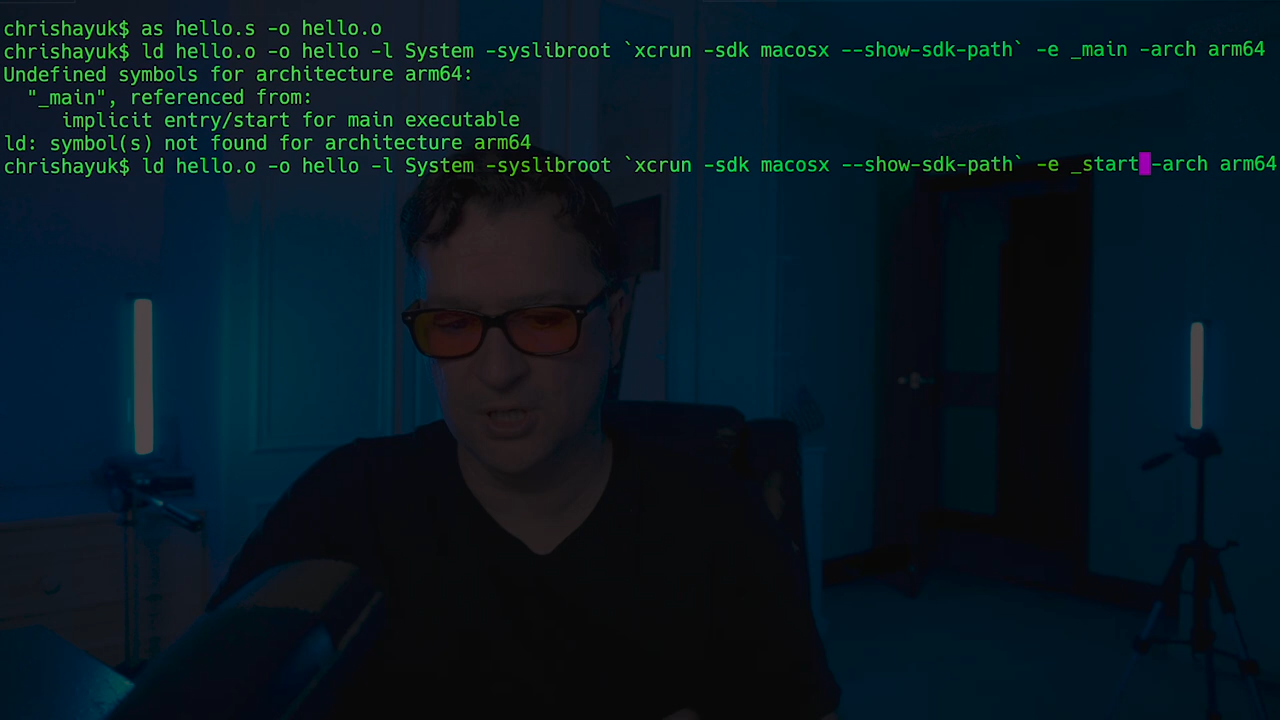 chrishayuk$ as hello.s -o hello.o
chrishayuk$ ld hello.o -o hello -l System -syslibroot `xcrun -sdk macosx --show-sdk-path` -e _main -arch arm64
Undefined symbols for architecture arm64:
"_main", referenced from:
implicit entry/start for main executable
ld: symbol(s) not found for architecture arm64
chrishayuk$ ld hello.o -o hello -l System -syslibroot `xcrun -sdk macosx --show-sdk-path` -e _start -arch arm64